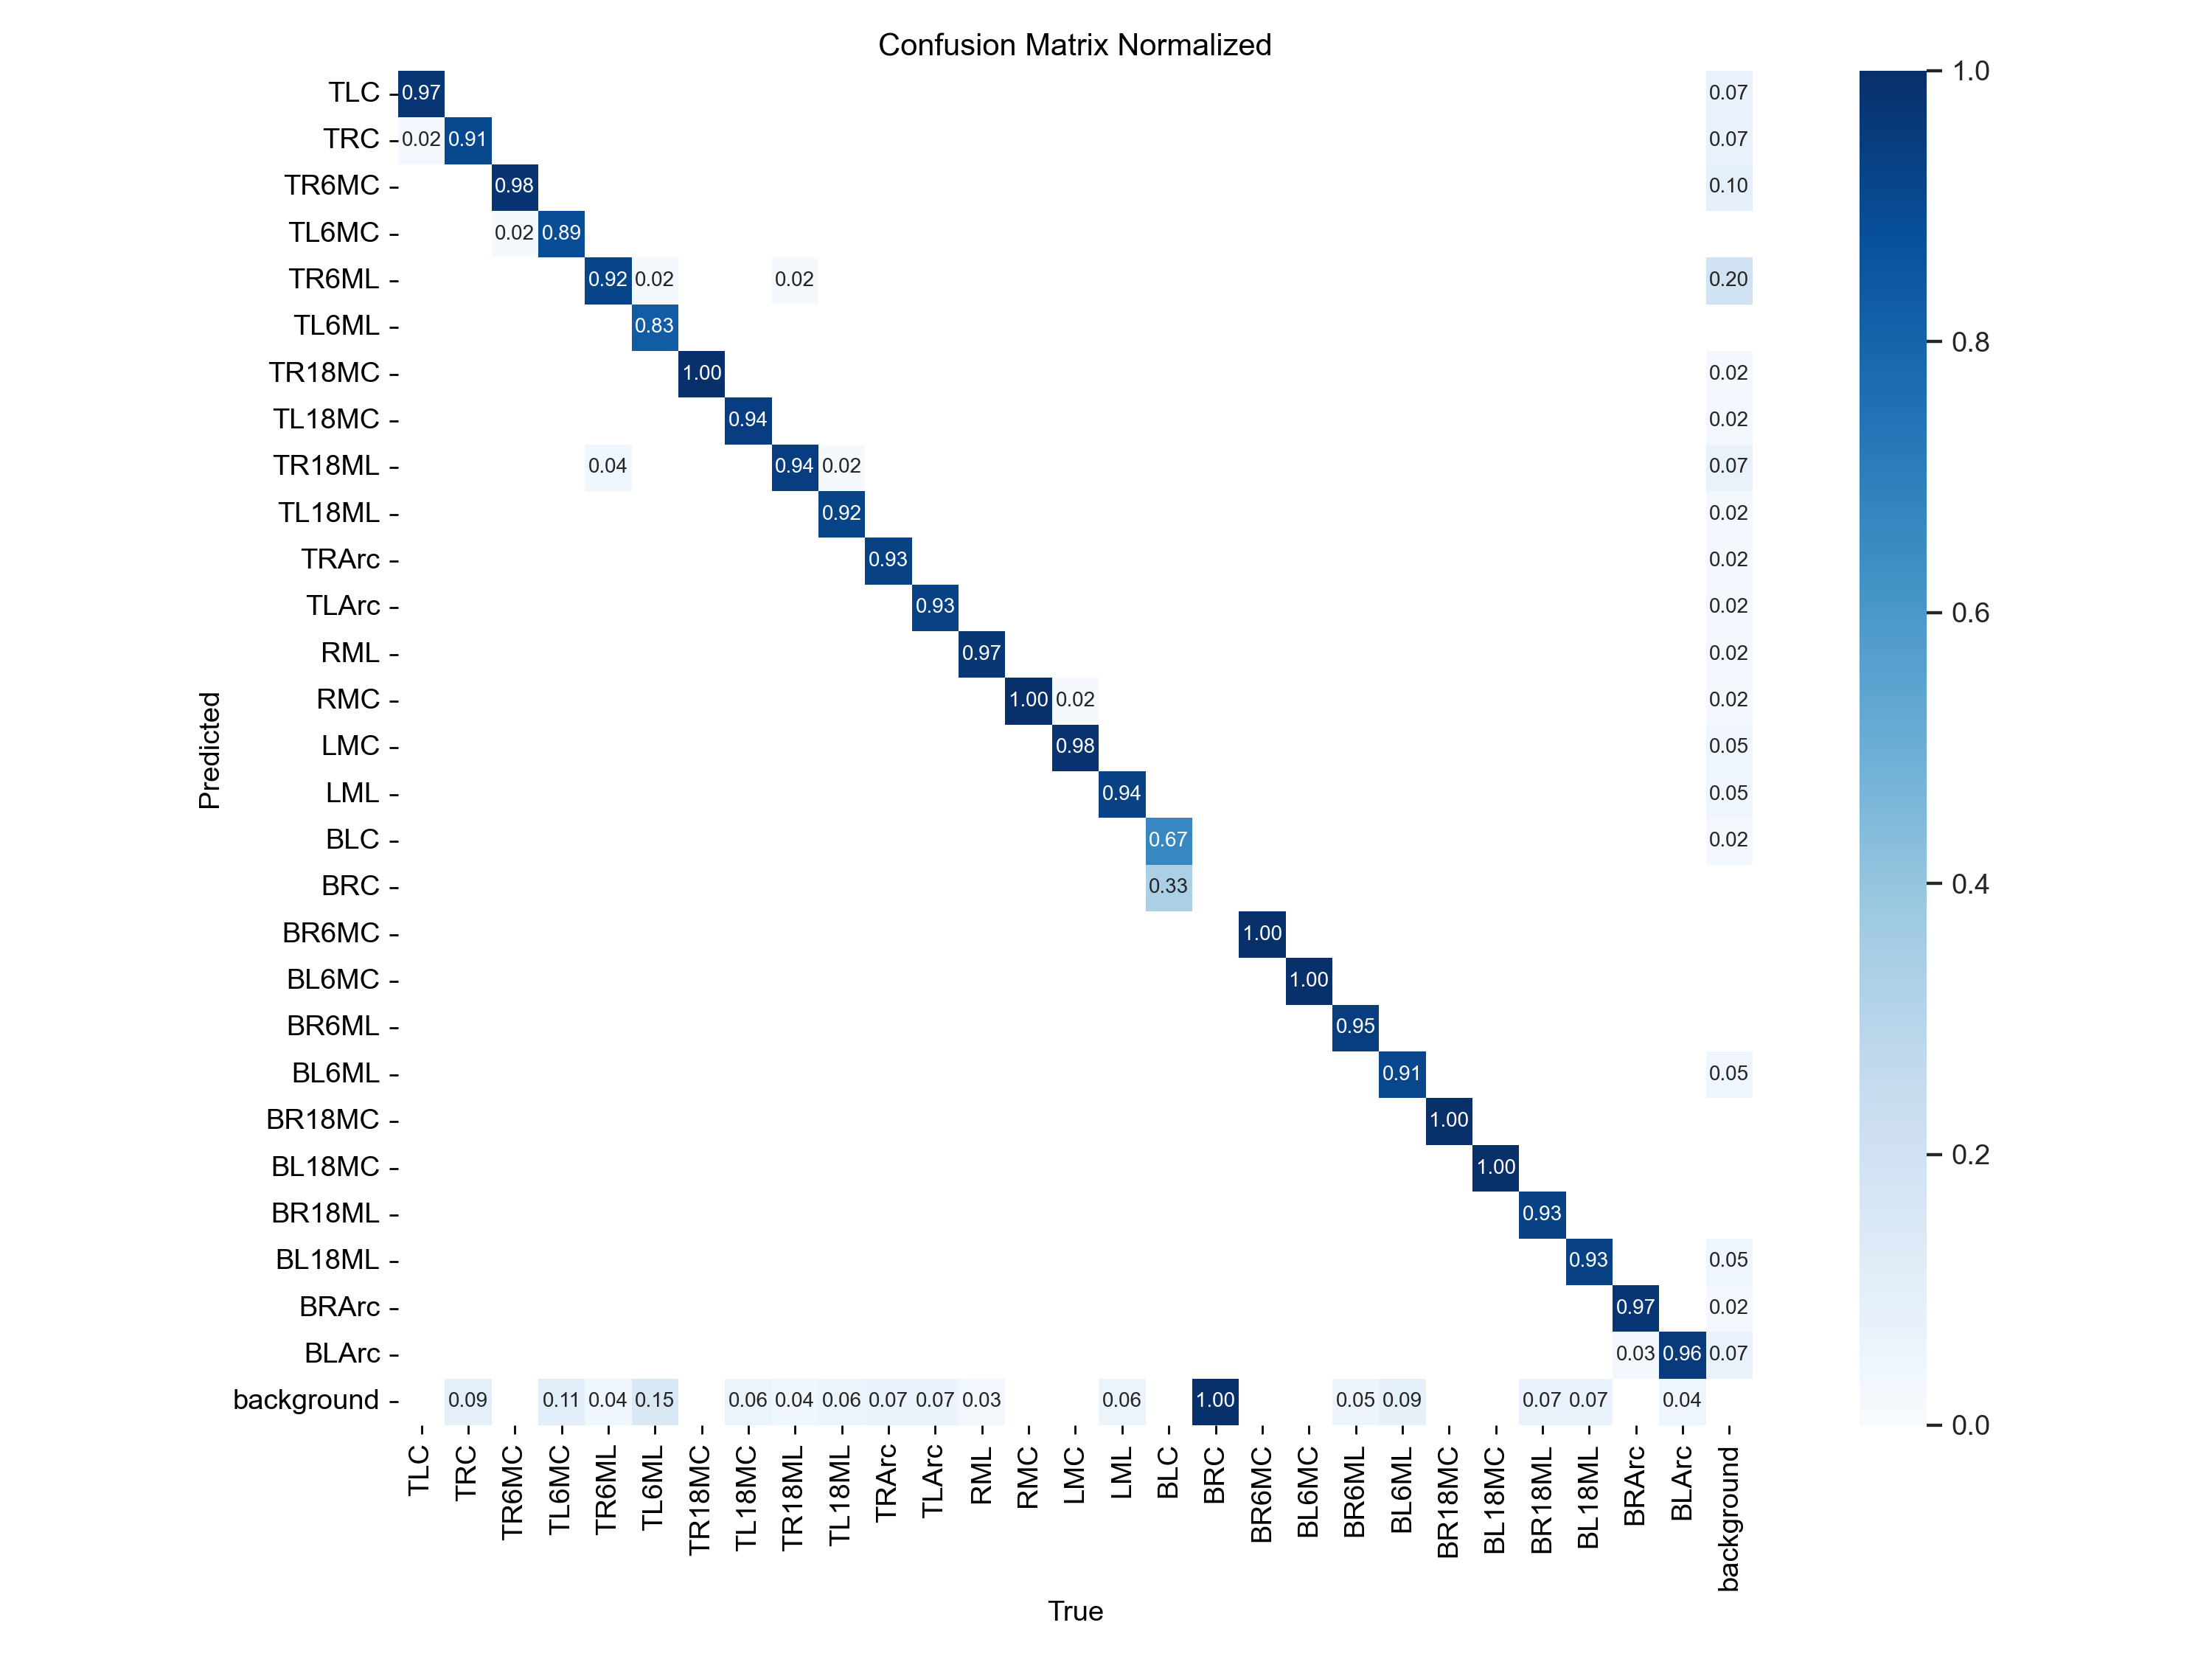 Confusion Matrix Normalized
TLC 0.97 0.07
TRC 0.02 0.91 0.07
TR6MC 0.98 0.10
TL6MC 0.02 0.89
TR6ML 0.92 0.02 0.02 0.20
TL6ML 0.83
TR18MC 1.00 0.02
TL18MC 0.94 0.02
TR18ML 0.04 0.94 0.02 0.07
TL18ML 0.92 0.02
TRArc 0.93 0.02
TLArc 0.93 0.02
RML 0.97 0.02
RMC 1.00 0.02 0.02
LMC 0.98 0.05
LML 0.94 0.05
BLC 0.67 0.02
BRC 0.33
BR6MC 1.00
BL6MC 1.00
BR6ML 0.95
BL6ML 0.91 0.05
BR18MC 1.00
BL18MC 1.00
BR18ML 0.93
BL18ML 0.93 0.05
BRArc 0.97 0.02
BLArc 0.03 0.96 0.07
background 0.09 0.11 0.04 0.15 0.06 0.04 0.06 0.07 0.07 0.03 0.06 1.00 0.05 0.09 0.07 0.07 0.04
TLC TRC TR6MC TL6MC TR6ML TL6ML TR18MC TL18MC TR18ML TL18ML TRArc TLArc RML RMC LMC LML BLC BRC BR6MC BL6MC BR6ML BL6ML BR18MC BL18MC BR18ML BL18ML BRArc BLArc background
True
Predicted
1.0
0.8
0.6
0.4
0.2
0.0